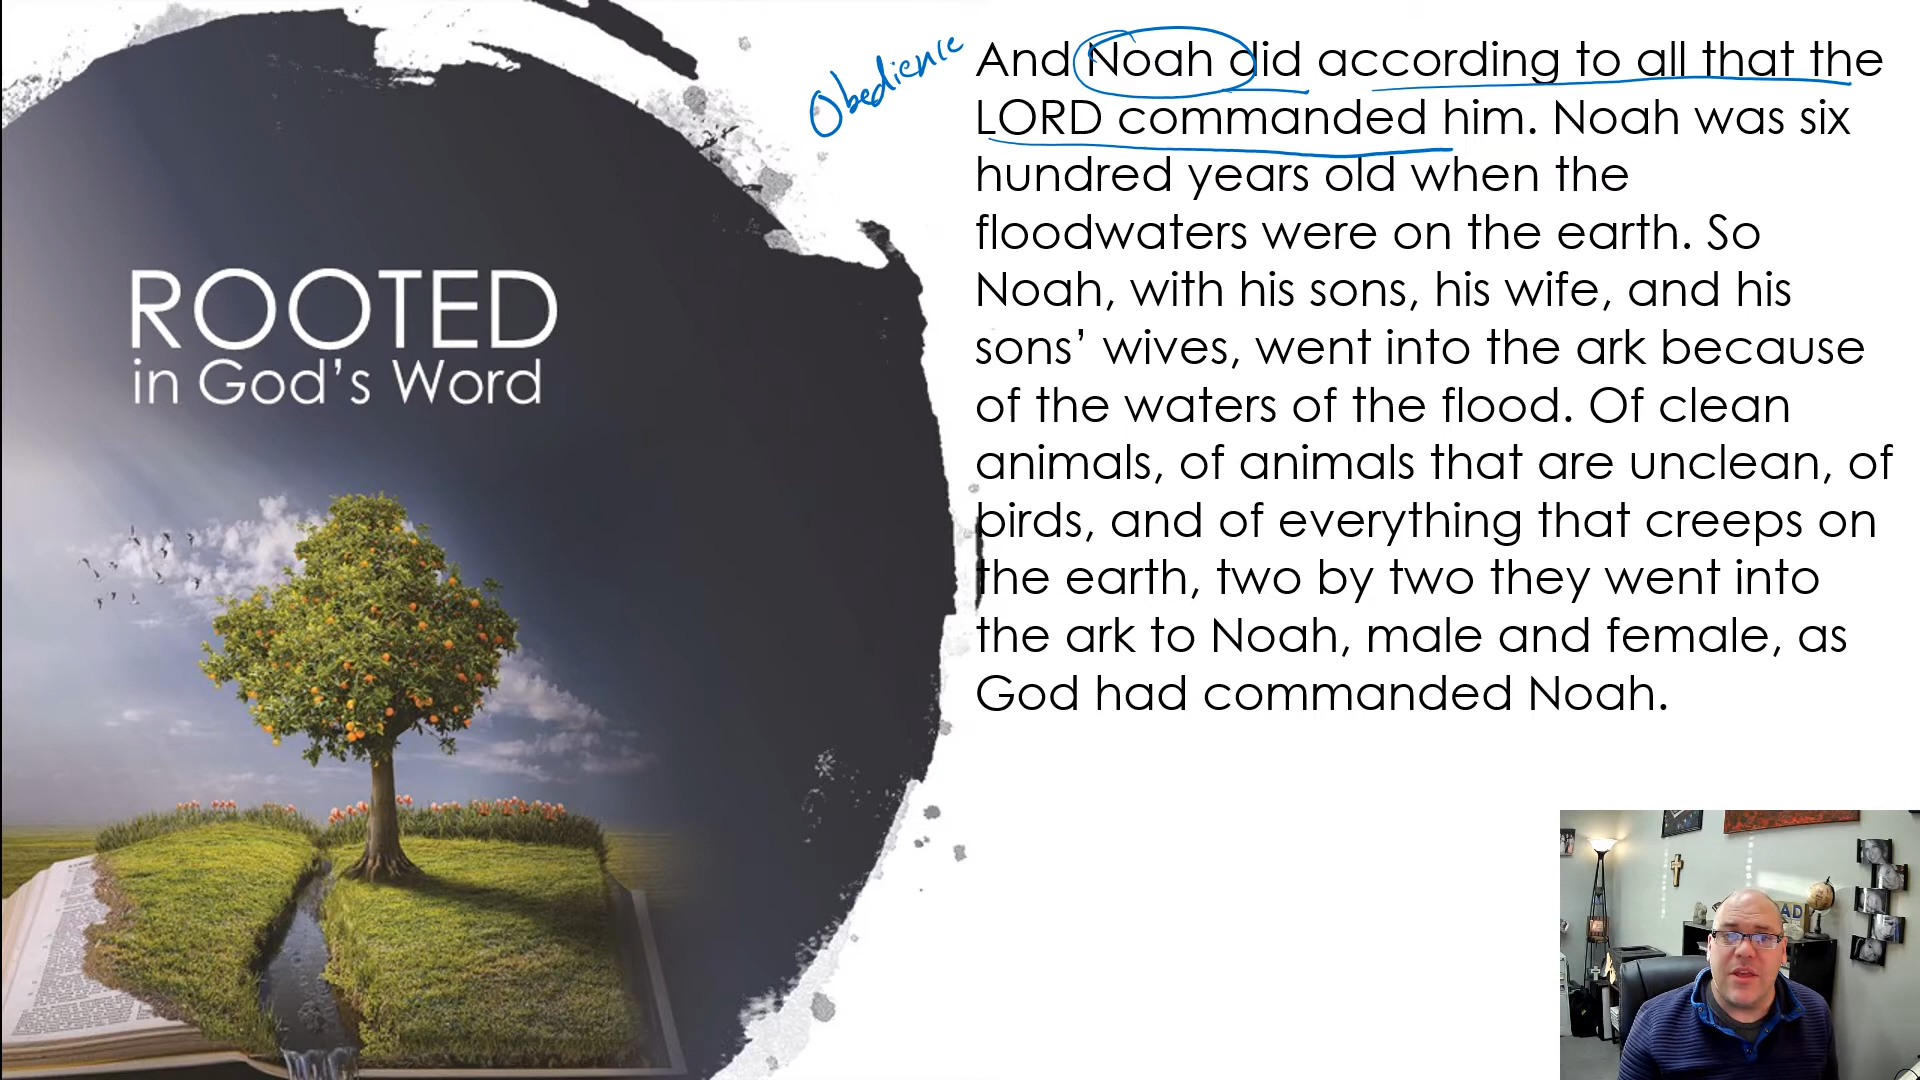 ROOTED
in God's Word
Obedience
And Noah did according to all that the
LORD commanded him. Noah was six
hundred years old when the
floodwaters were on the earth. So
Noah, with his sons, his wife, and his
sons’ wives, went into the ark because
of the waters of the flood. Of clean
animals, of animals that are unclean, of
birds, and of everything that creeps on
the earth, two by two they went into
the ark to Noah, male and female, as
God had commanded Noah.
AD